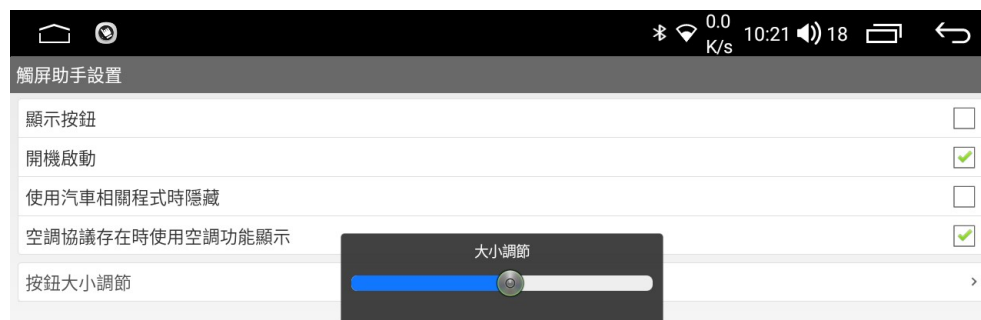 0.0
K/s
10:21
18
觸屏助手設置
顯示按鈕
開機啟動
使用汽車相關程式時隱藏
空調協議存在時使用空調功能顯示
大小調節
按鈕大小調節